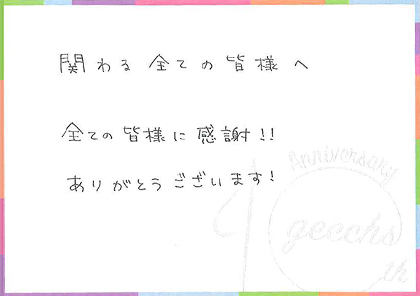 関わる 全ての 皆様 へ
全ての 皆様に 感謝!!
ありがとうございます!
Anniversary
geechs
th